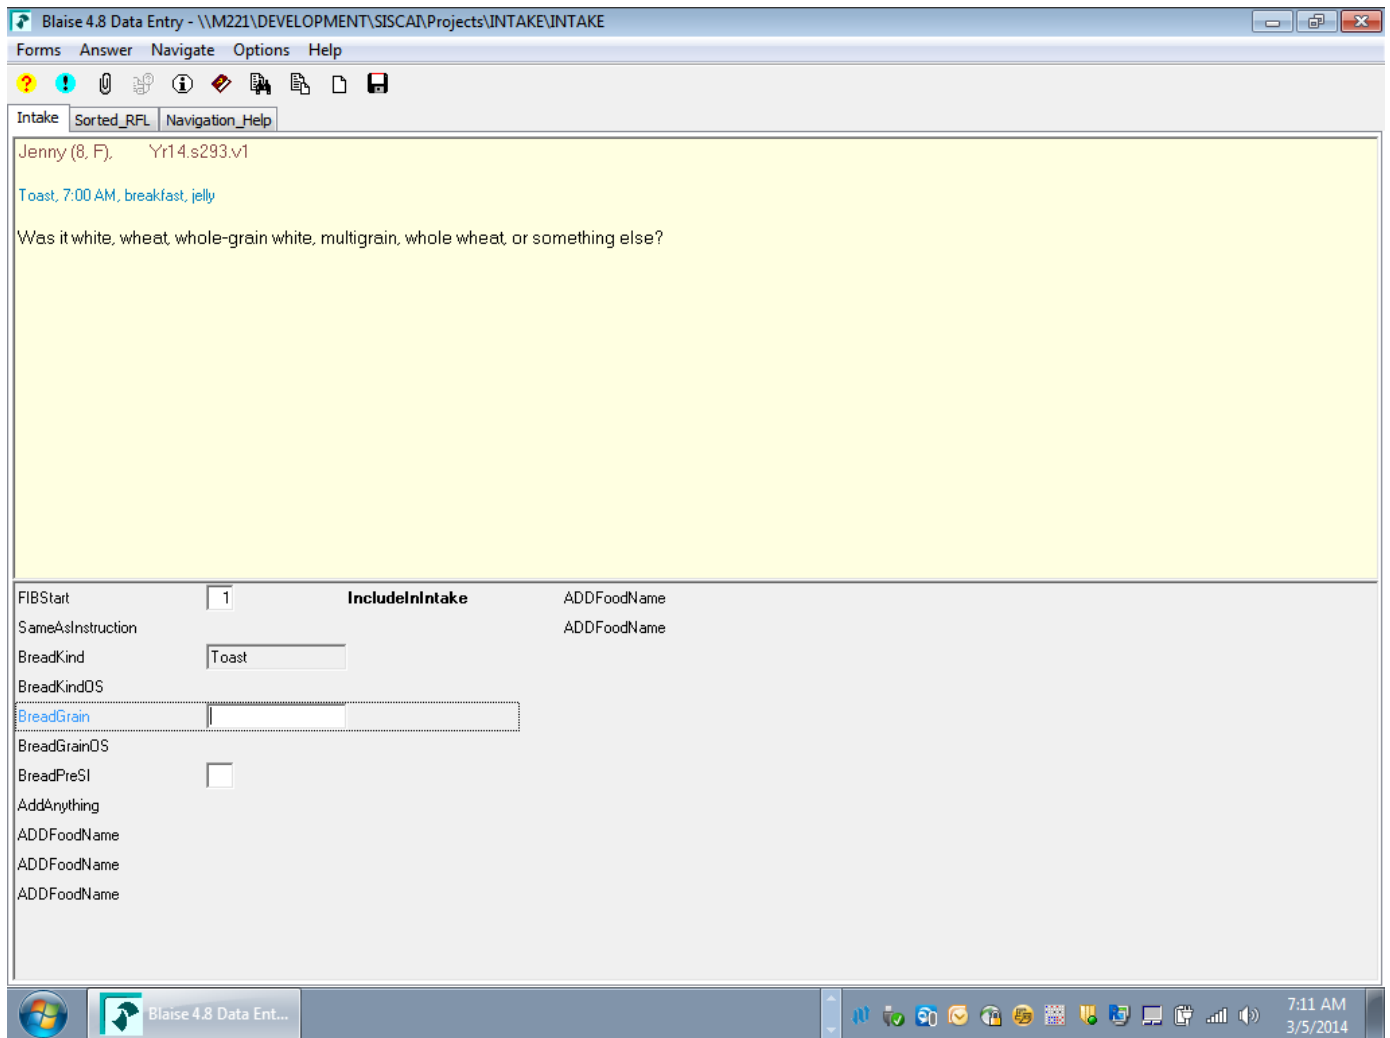 Blaise 4.8 Data Entry - \\M221\DEVELOPMENT\SISCAI\Projects\INTAKE\INTAKE
Forms Answer Navigate Options Help
Intake Sorted_RFL Navigation_Help
Jenny (8, F), Yr14.s293.v1
Toast, 7:00 AM, breakfast, jelly
Was it white, wheat, whole-grain white, multigrain, whole wheat, or something else?
FIBStart 1 IncludeInIntake ADDFoodName
SameAsInstruction ADDFoodName
BreadKind Toast
BreadKindOS
BreadGrain
BreadGrainOS
BreadPreSI
AddAnything
ADDFoodName
ADDFoodName
ADDFoodName
Blaise 4.8 Data Ent...
7:11 AM
3/5/2014